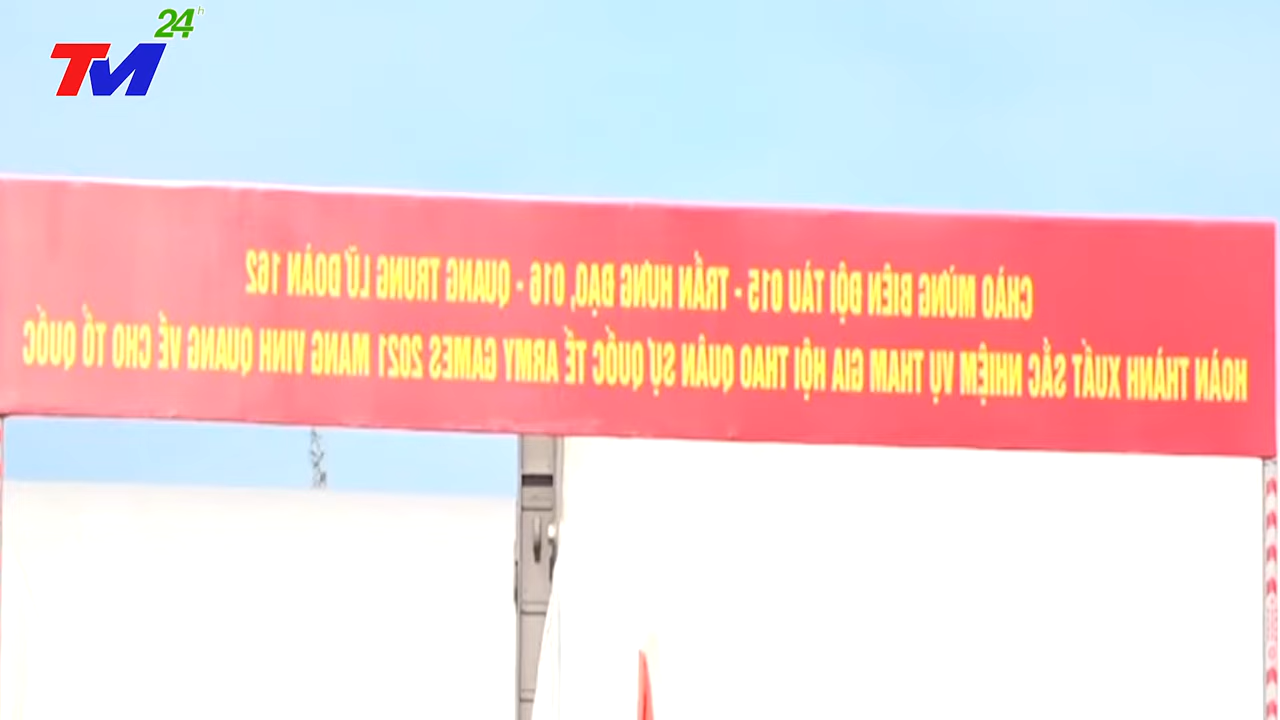 TM 24h
CHÀO MỪNG BIÊN ĐỘI TÀU 015 - TRẦN HƯNG ĐẠO, 016 - QUANG TRUNG LỮ ĐOÀN 162
HOÀN THÀNH XUẤT SẮC NHIỆM VỤ THAM GIA HỘI THAO QUÂN SỰ QUỐC TẾ ARMY GAMES 2021 MANG VINH QUANG VỀ CHO TỔ QUỐC